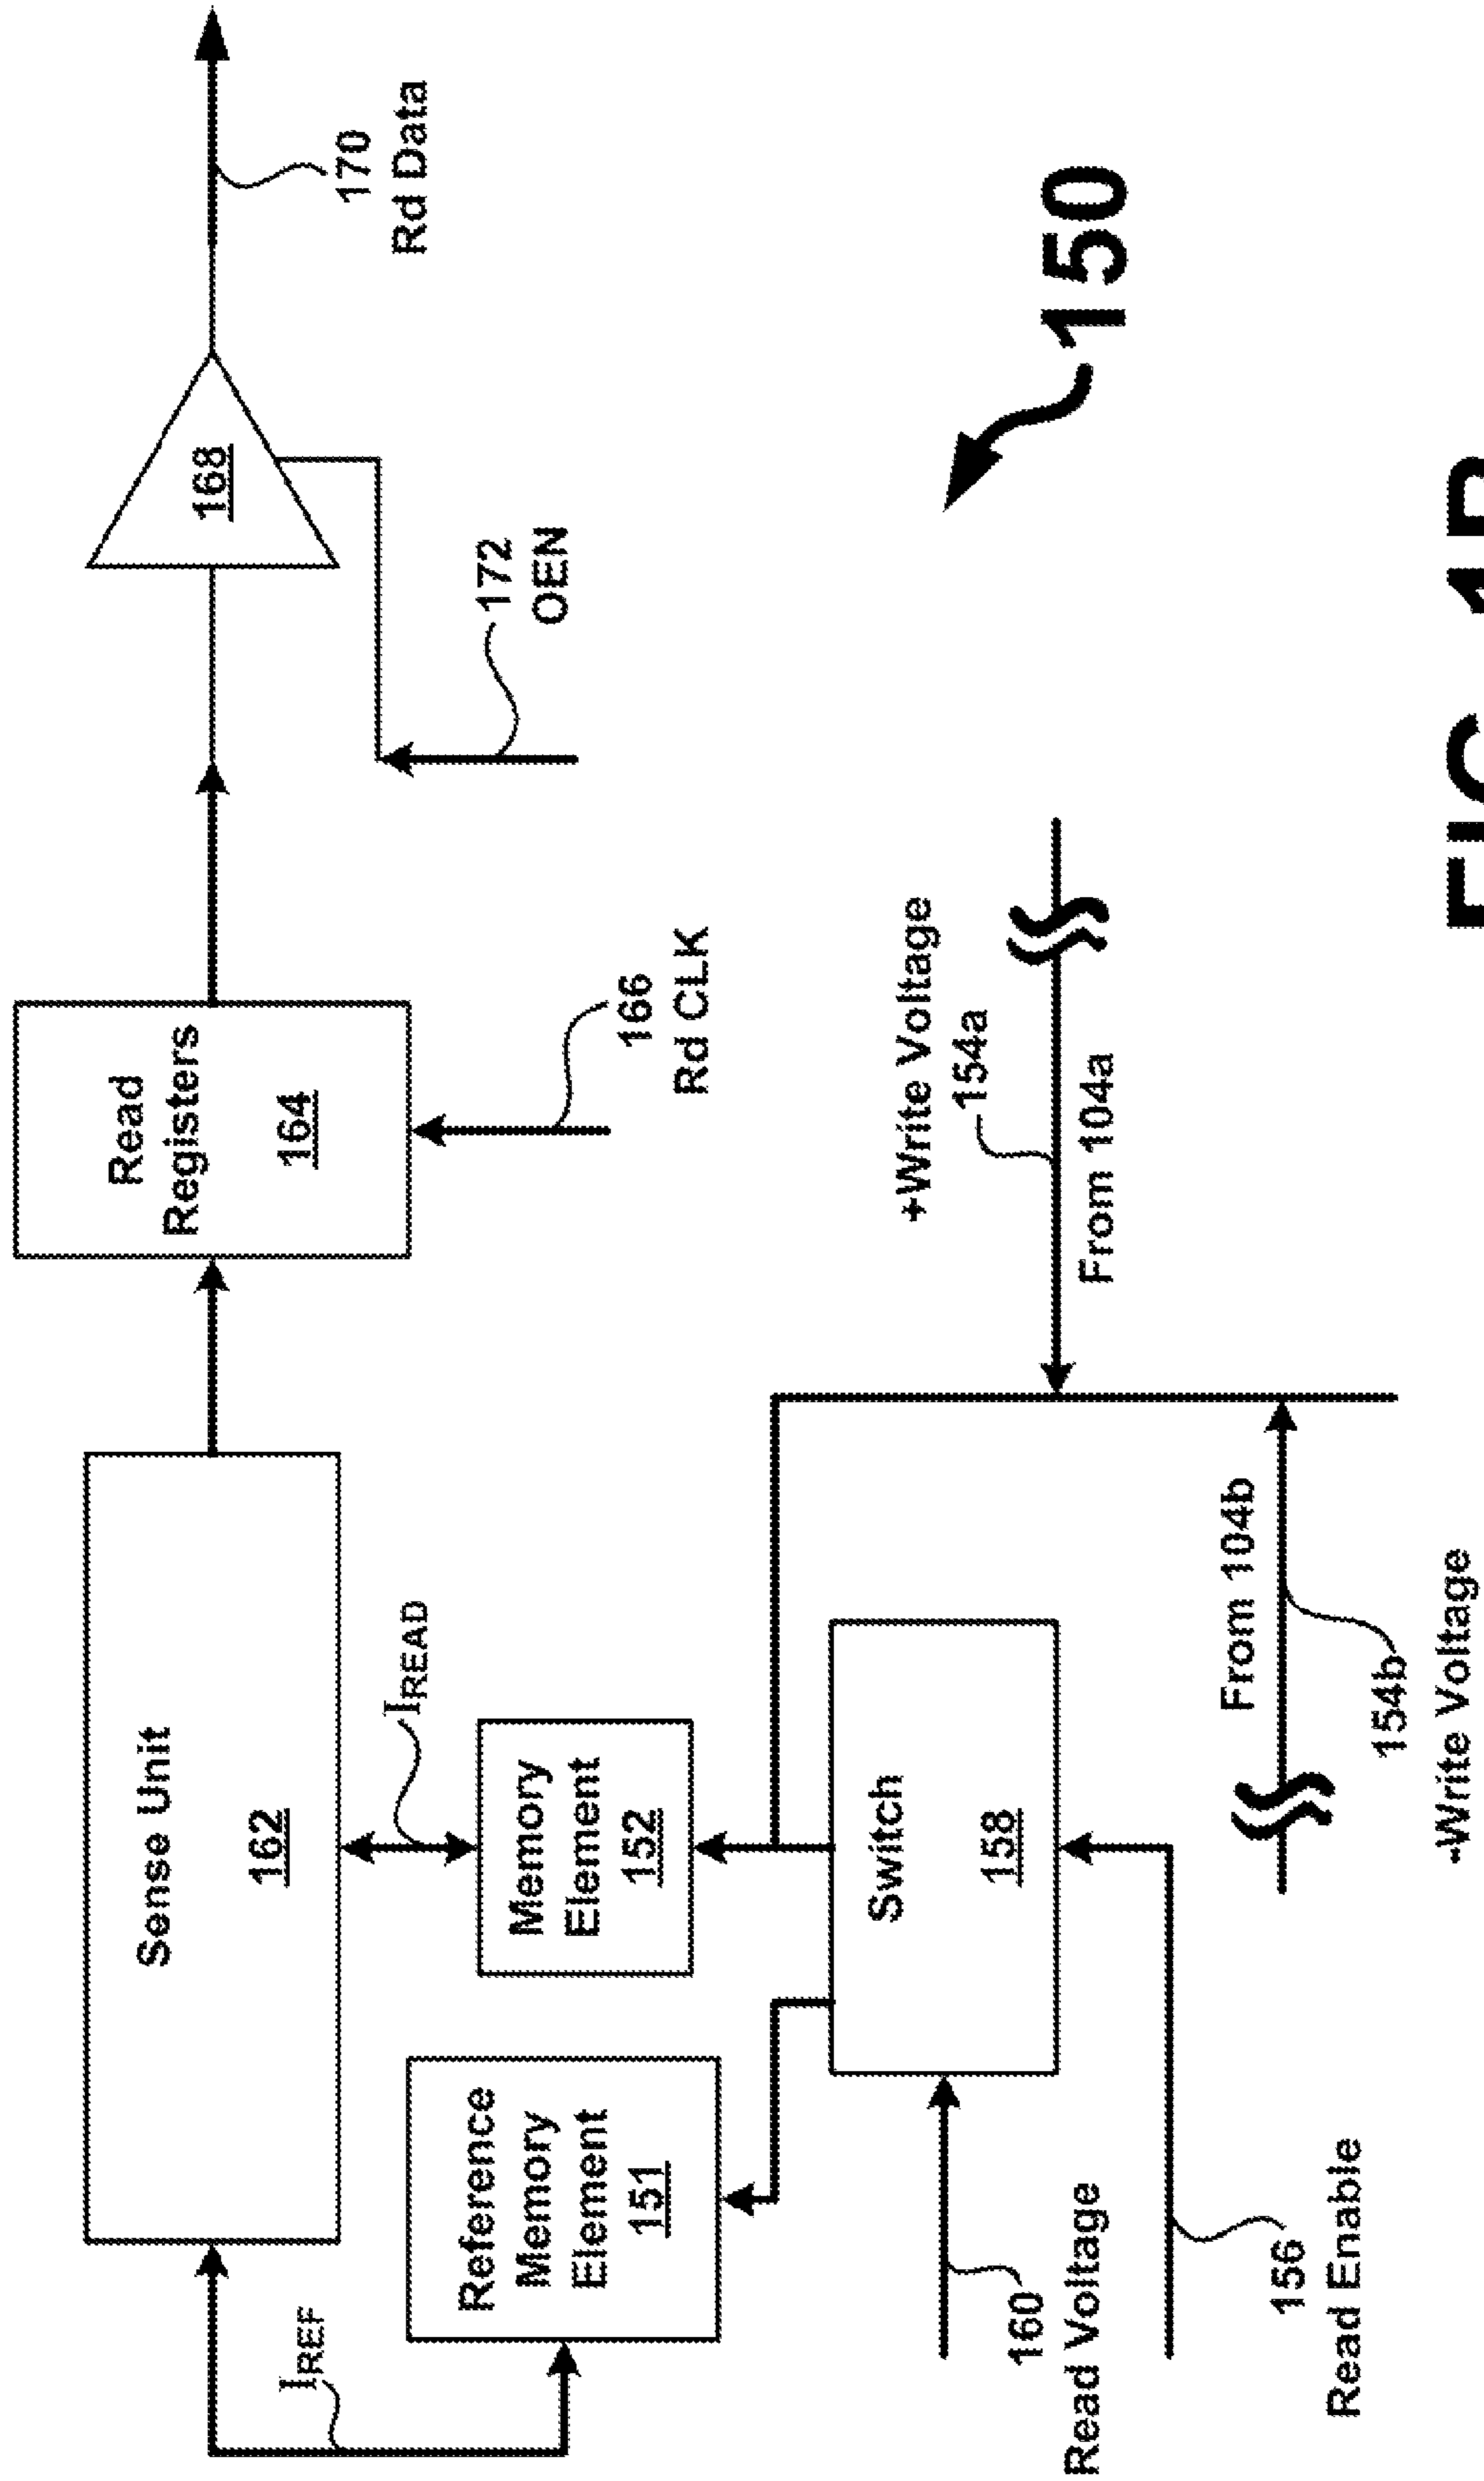 I_REF
Sense Unit
162
Read
Registers
164
168
170
Rd Data
Reference
Memory
Element
151
Memory
Element
152
I_READ
166
Rd CLK
172
OEN
Switch
158
+Write Voltage
154a
From 104a
150
160
Read Voltage
156
Read Enable
From 104b
154b
-Write Voltage